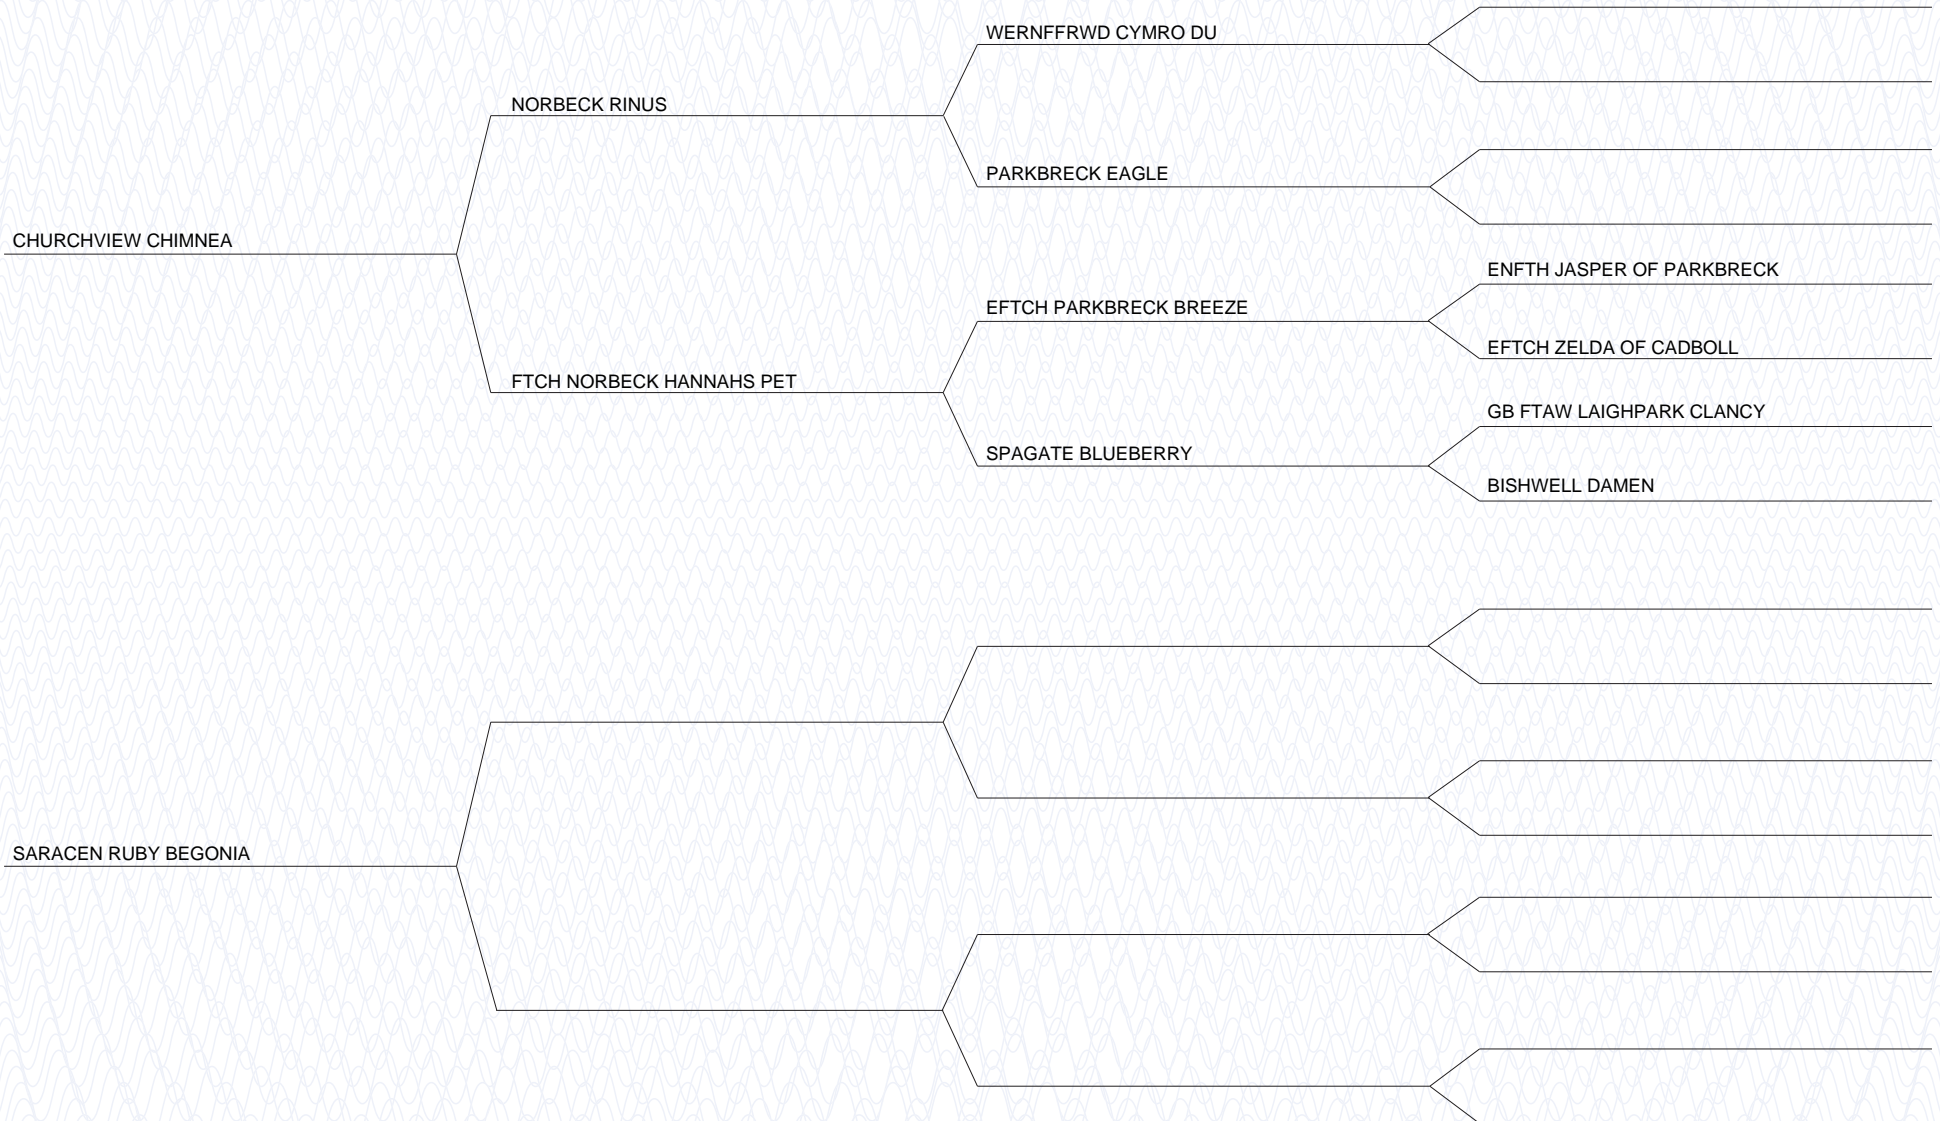 WERNFFRWD CYMRO DU
NORBECK RINUS
PARKBRECK EAGLE
CHURCHVIEW CHIMNEA
ENFTH JASPER OF PARKBRECK
EFTCH PARKBRECK BREEZE
EFTCH ZELDA OF CADBOLL
FTCH NORBECK HANNAHS PET
GB FTAW LAIGHPARK CLANCY
SPAGATE BLUEBERRY
BISHWELL DAMEN
SARACEN RUBY BEGONIA